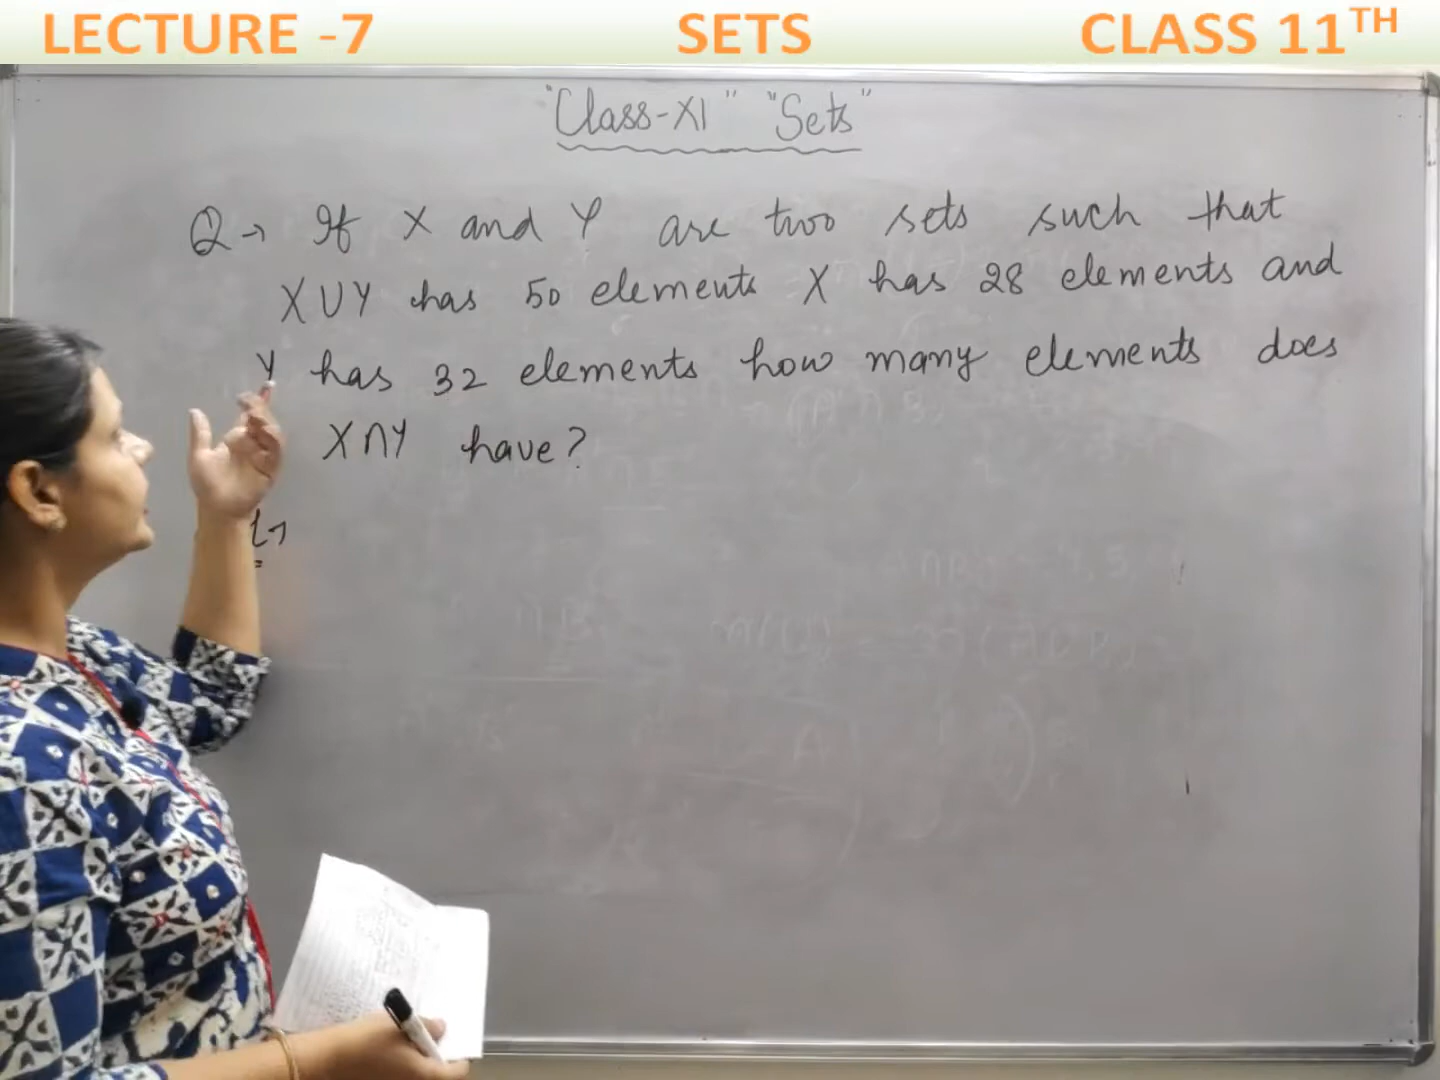 LECTURE -7 SETS CLASS 11TH
"Class-XI" "Sets"
Q→ If X and Y are two sets such that
X∪Y has 50 elements X has 28 elements and
Y has 32 elements how many elements does
X∩Y have?